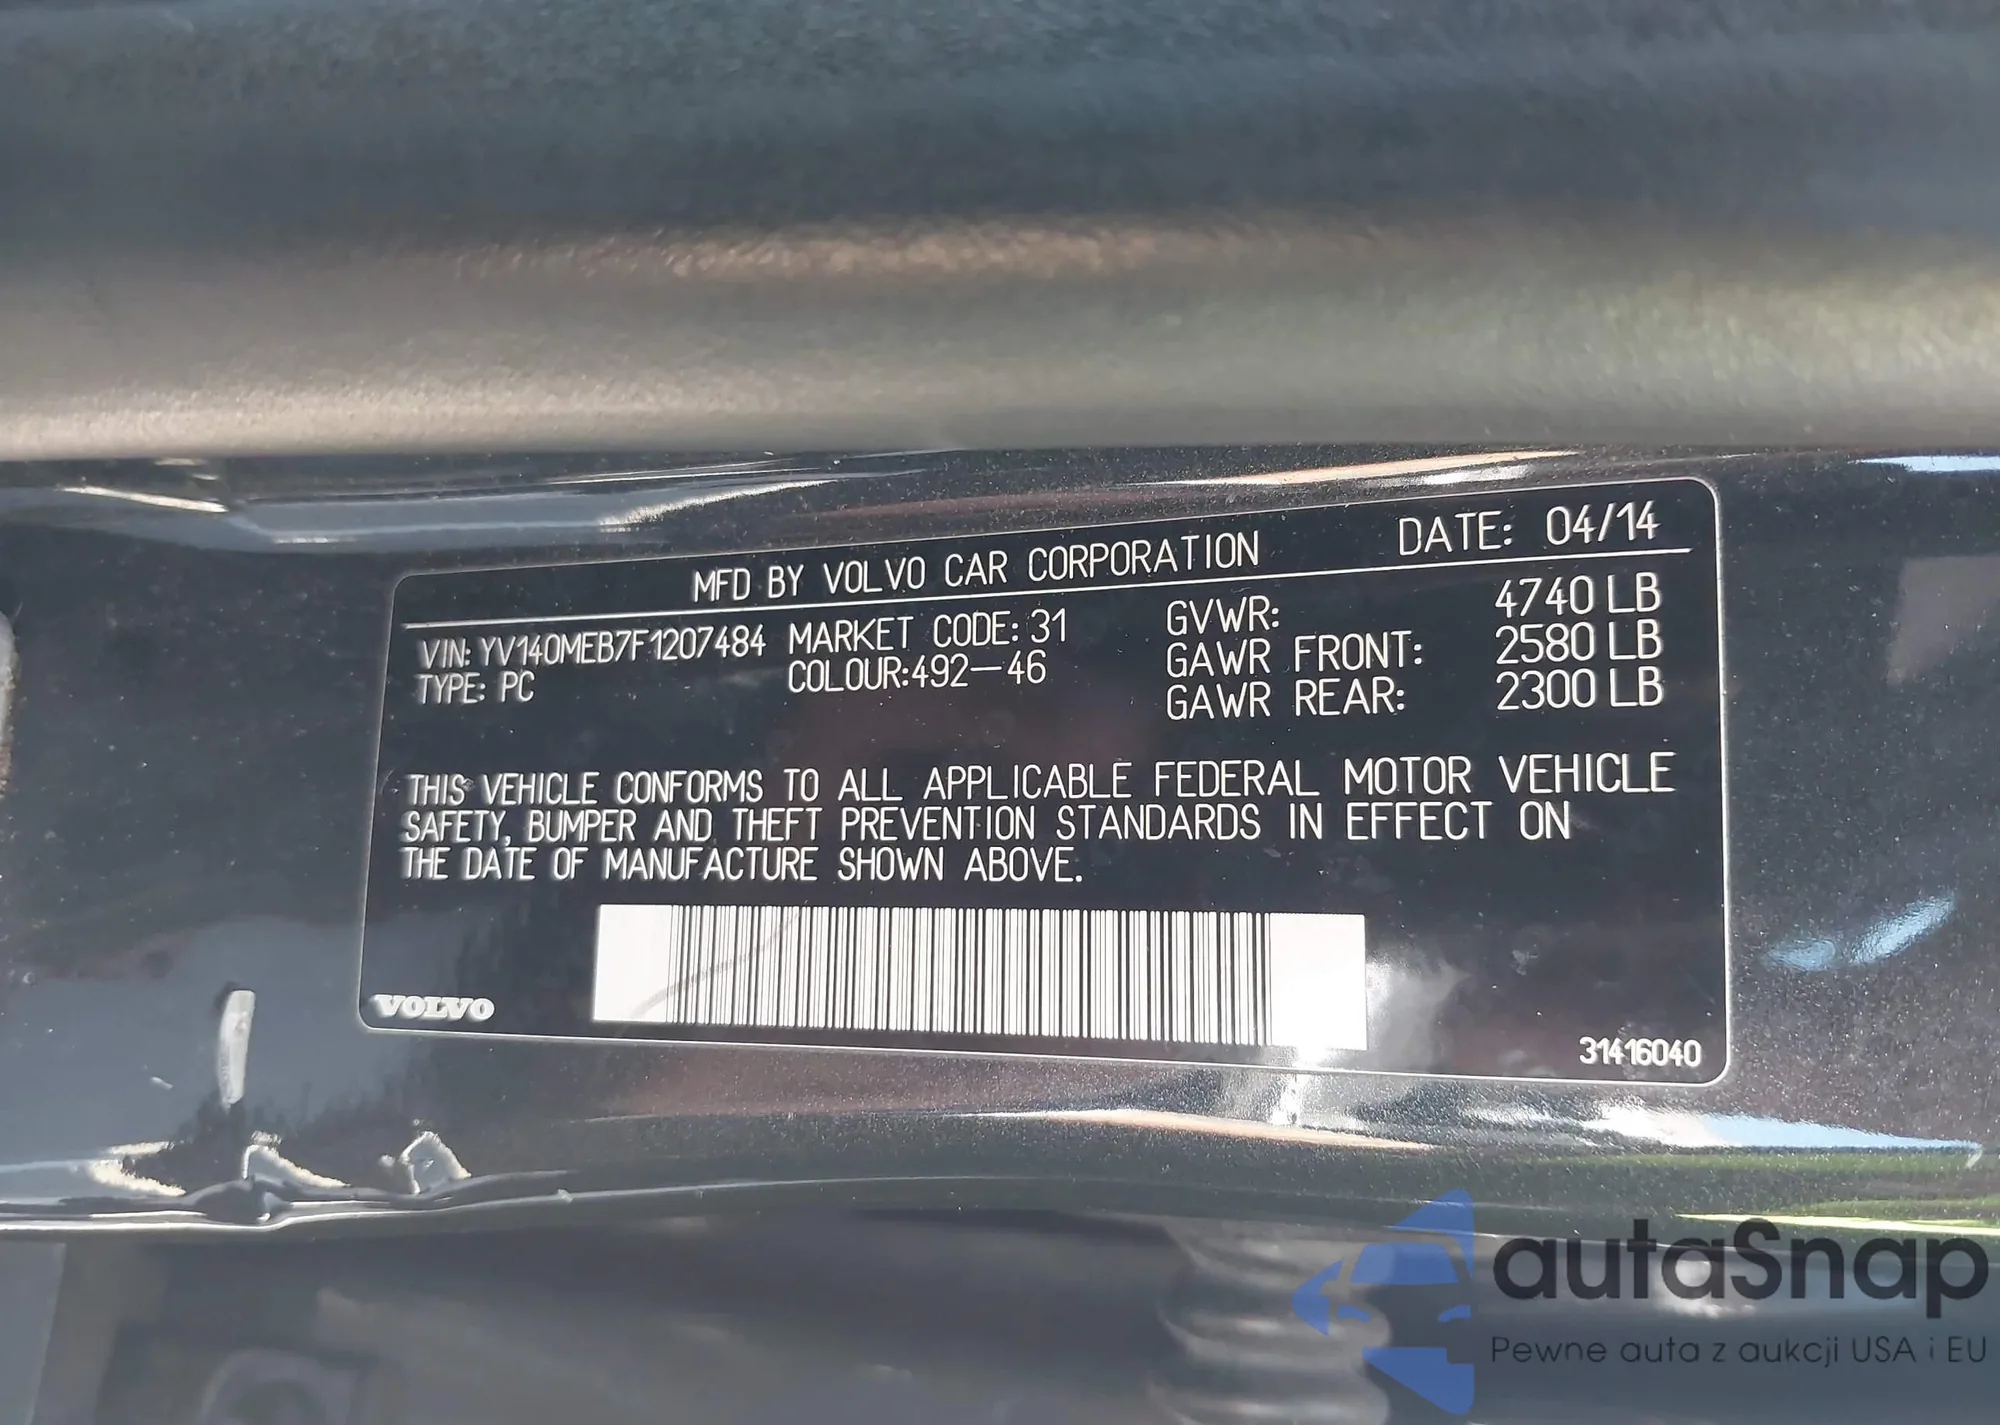 MFD BY VOLVO CAR CORPORATION DATE: 04/14
VIN: YV140MEB7F1207484 MARKET CODE: 31 GVWR: 4740 LB
TYPE: PC COLOUR:492-46 GAWR FRONT: 2580 LB
GAWR REAR: 2300 LB
THIS VEHICLE CONFORMS TO ALL APPLICABLE FEDERAL MOTOR VEHICLE
SAFETY, BUMPER AND THEFT PREVENTION STANDARDS IN EFFECT ON
THE DATE OF MANUFACTURE SHOWN ABOVE.
VOLVO
31416040
autaSnap
Pewne auta z aukcji USA i EU